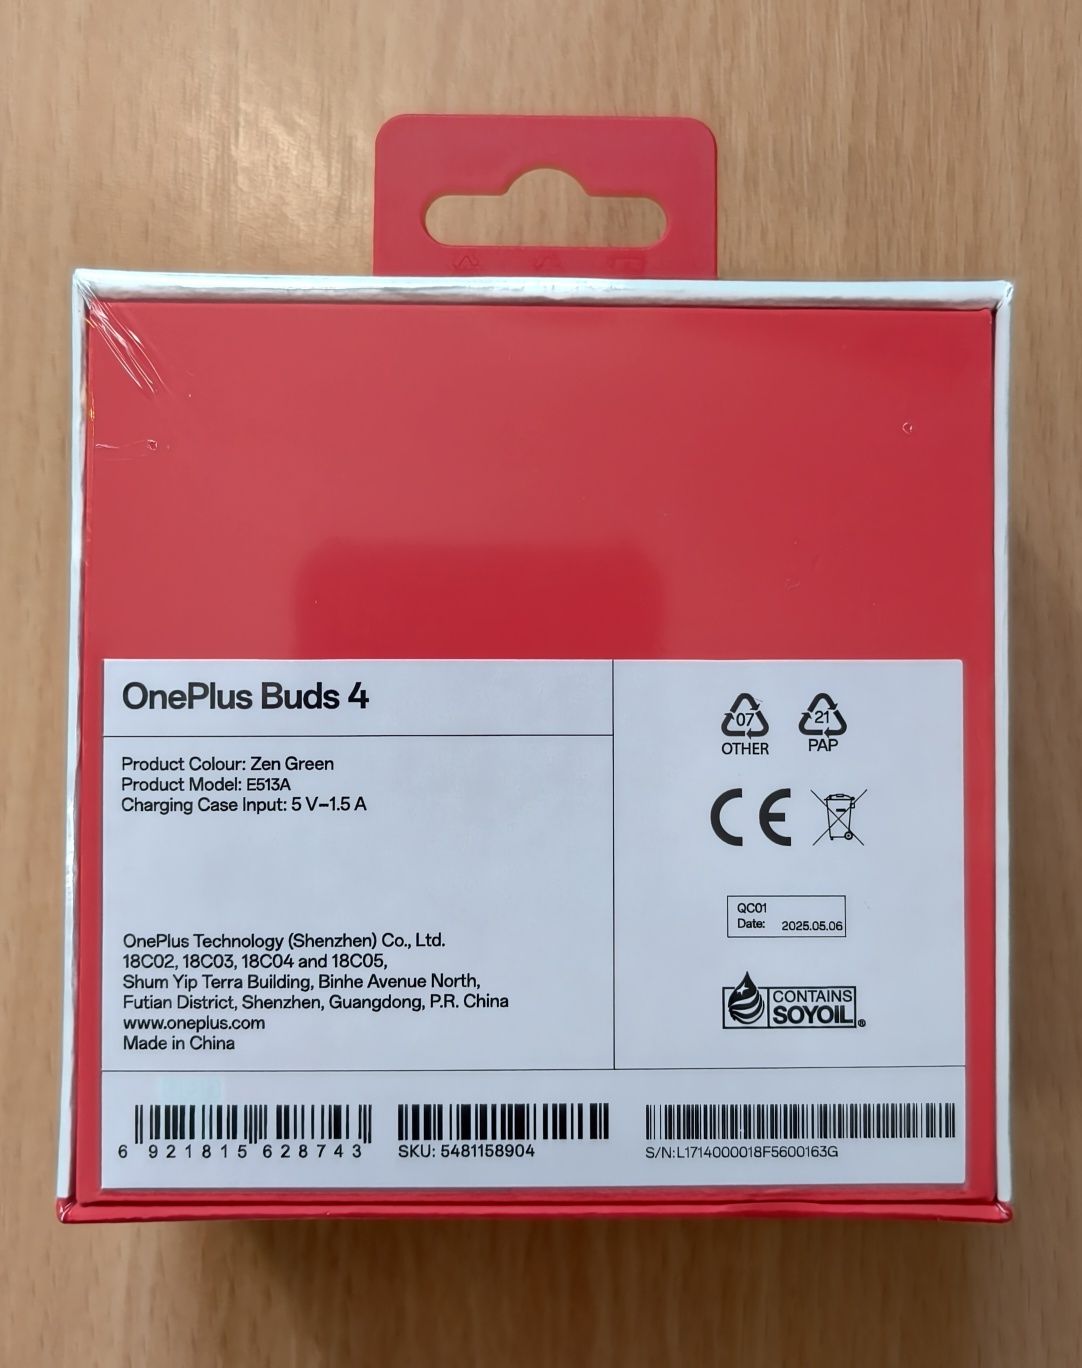 OnePlus Buds 4
Product Colour: Zen Green
Product Model: E513A
Charging Case Input: 5 V⎓1.5 A
OnePlus Technology (Shenzhen) Co., Ltd.
18C02, 18C03, 18C04 and 18C05,
Shum Yip Terra Building, Binhe Avenue North,
Futian District, Shenzhen, Guangdong, P.R. China
www.oneplus.com
Made in China
07 21
OTHER PAP
CE
QC01
Date: 2025.05.06
CONTAINS
SOYOIL®
6 921815 628743
SKU: 5481158904
S/N:L1714000018F5600163G